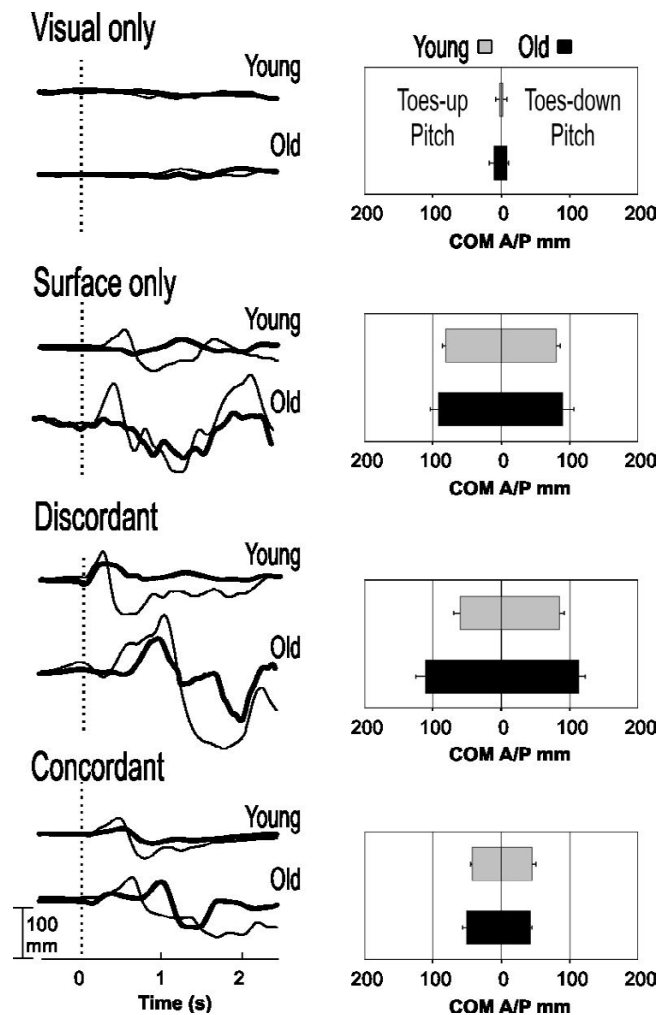 Visual only
Young
Old
Young Old
Toes-up Toes-down
Pitch Pitch
200 100 0 100 200
COM A/P mm
Surface only
Young
Old
200 100 0 100 200
COM A/P mm
Discordant
Young
Old
200 100 0 100 200
COM A/P mm
Concordant
Young
Old
100
mm
0 1 2
Time (s)
200 100 0 100 200
COM A/P mm